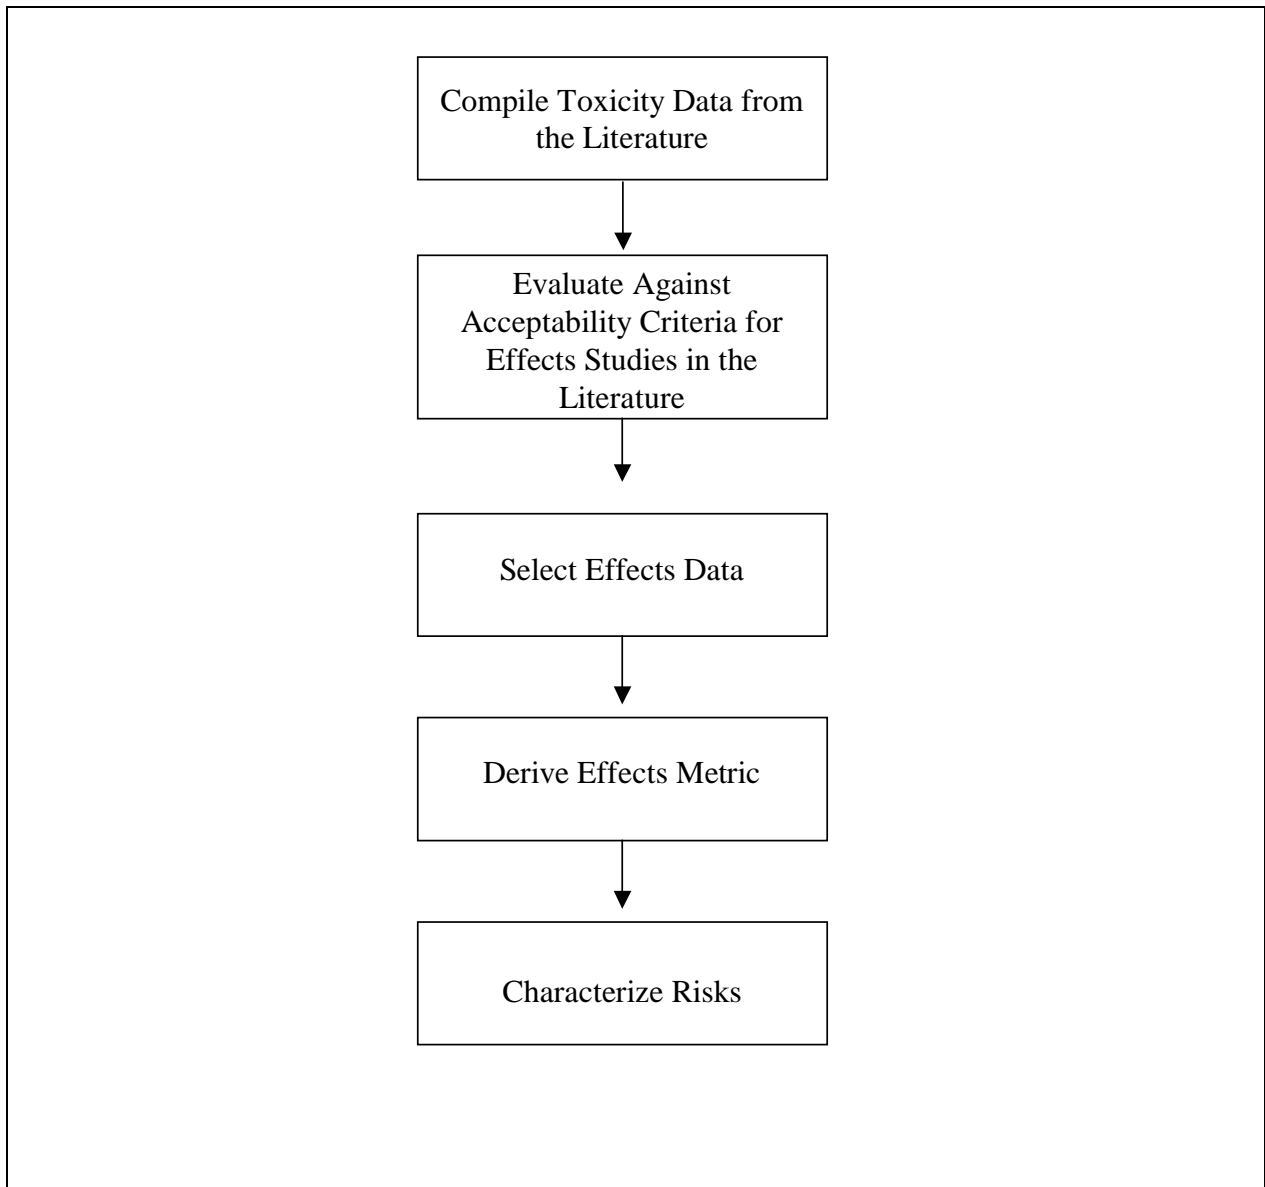 Compile Toxicity Data from
the Literature
Evaluate Against
Acceptability Criteria for
Effects Studies in the
Literature
Select Effects Data
Derive Effects Metric
Characterize Risks